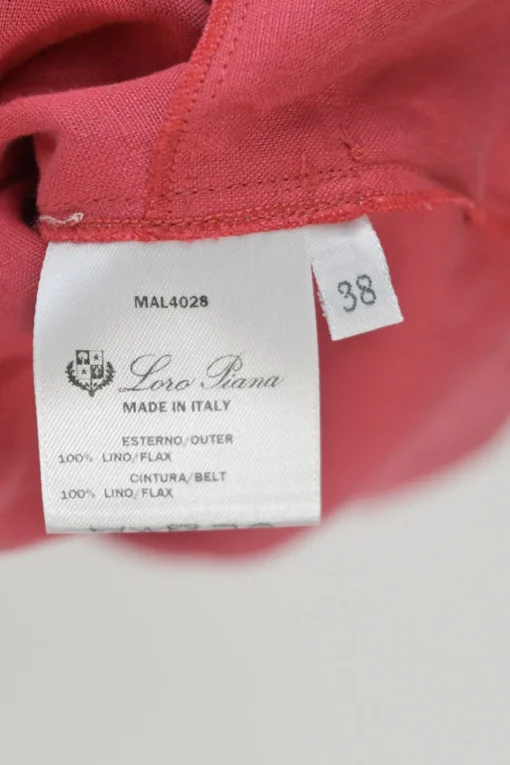 MAL4028
38
Loro Piana
MADE IN ITALY
ESTERNO/OUTER
100% LINO/FLAX
CINTURA/BELT
100% LINO/FLAX